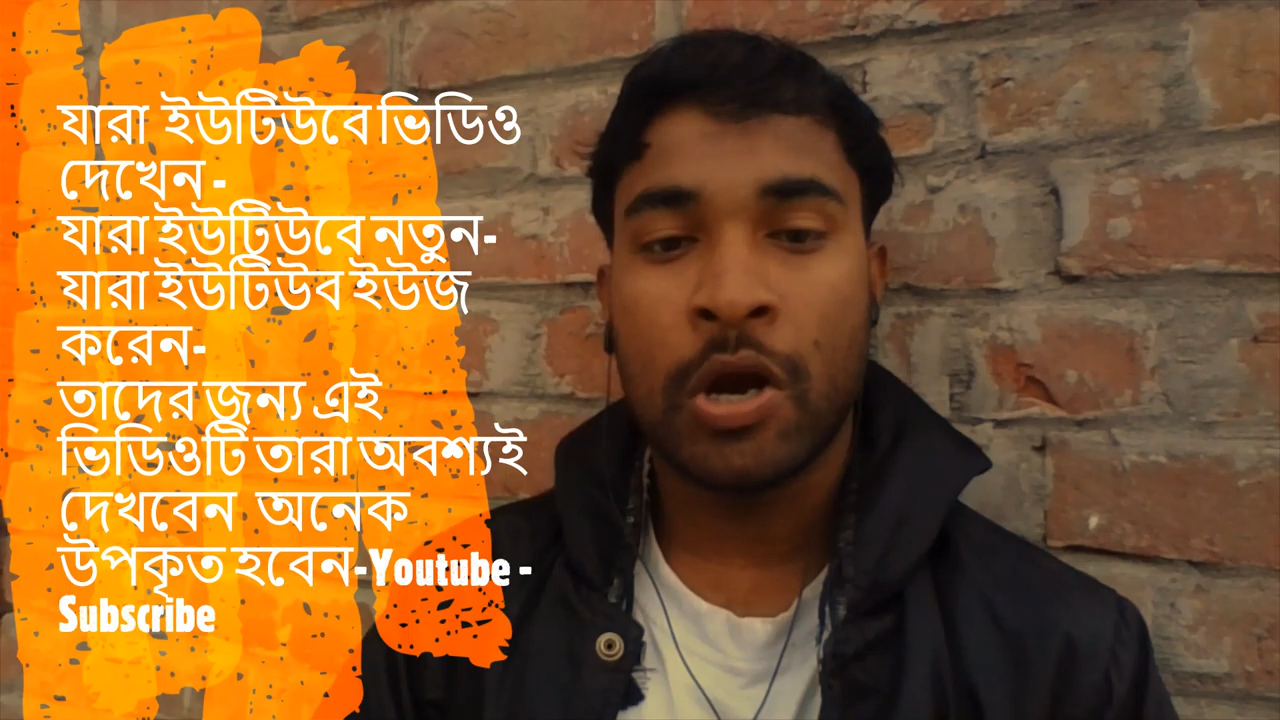 যারা ইউটিউবে ভিডিও
দেখেন -
যারা ইউটিউবে নতুন-
যারা ইউটিউব ইউজ
করেন-
তাদের জন্য এই
ভিডিওটি তারা অবশ্যই
দেখবেন অনেক
উপকৃত হবেন-Youtube -
Subscribe